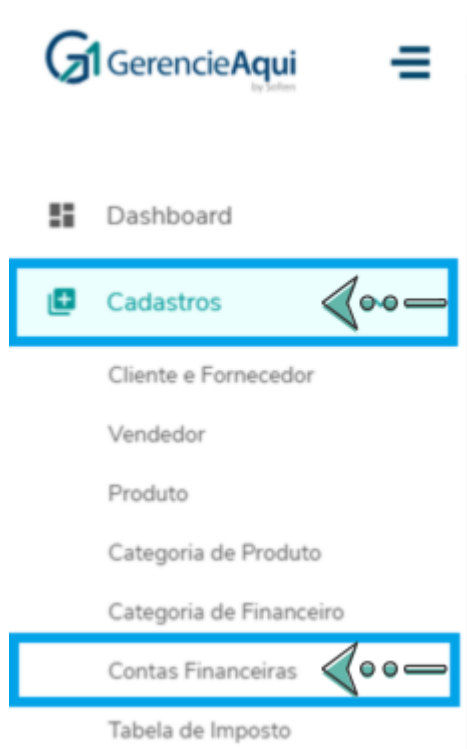 GerencieAqui
by Soften
Dashboard
Cadastros
Cliente e Fornecedor
Vendedor
Produto
Categoria de Produto
Categoria de Financeiro
Contas Financeiras
Tabela de Imposto